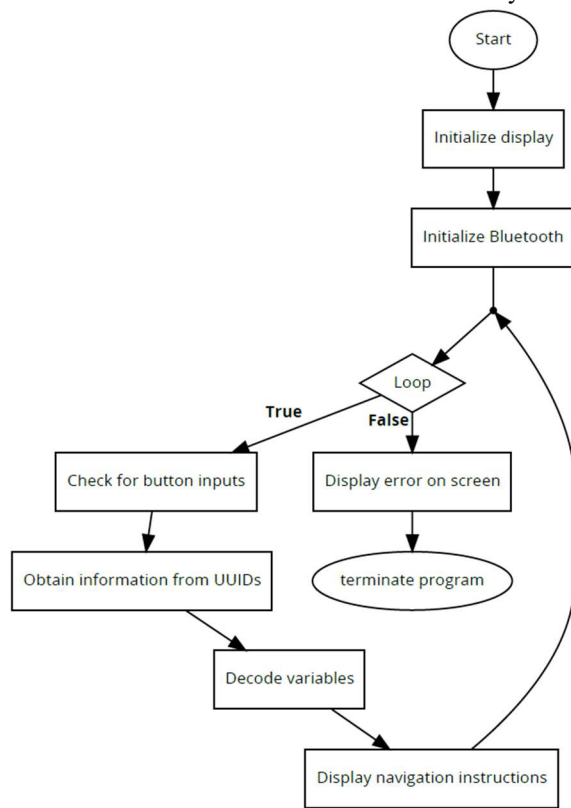 Start
Initialize display
Initialize Bluetooth
Loop
True
False
Check for button inputs
Display error on screen
Obtain information from UUIDs
terminate program
Decode variables
Display navigation instructions